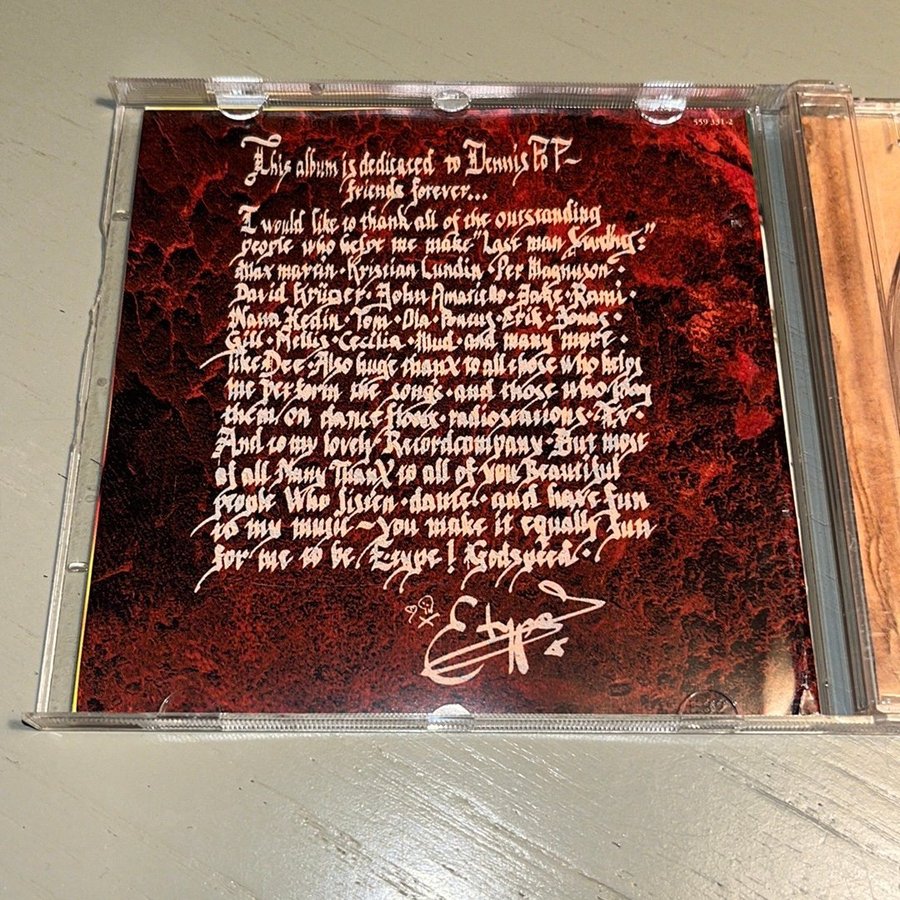 559 331-2
This album is dedicated to Dennis PoP~
friends forever...
I would like to thank all of the outstanding
people who helps me make "Last man Standing:"
Max martin · Kristian Lundin · Per Magnuson ·
David Krüger · John Amatiello · Jake · Rami ·
Nana Hedin · Tom · Ola · Pontus · Erix · Jonas ·
Gill · Mellis · Cecilia · Mud · and many more ·
like Dee · Also huge thanX to all those who helps
me perform the songs · and those who
them on dance floors · radiostations · Tv ·
And to my lovely · Recordcompany · But most
of all Many ThanX to all of you Beautiful
people Who listen · dance · and have fun
to my music ~ you make it equally fun
for me to be E-type! Godspeed ·
E-type